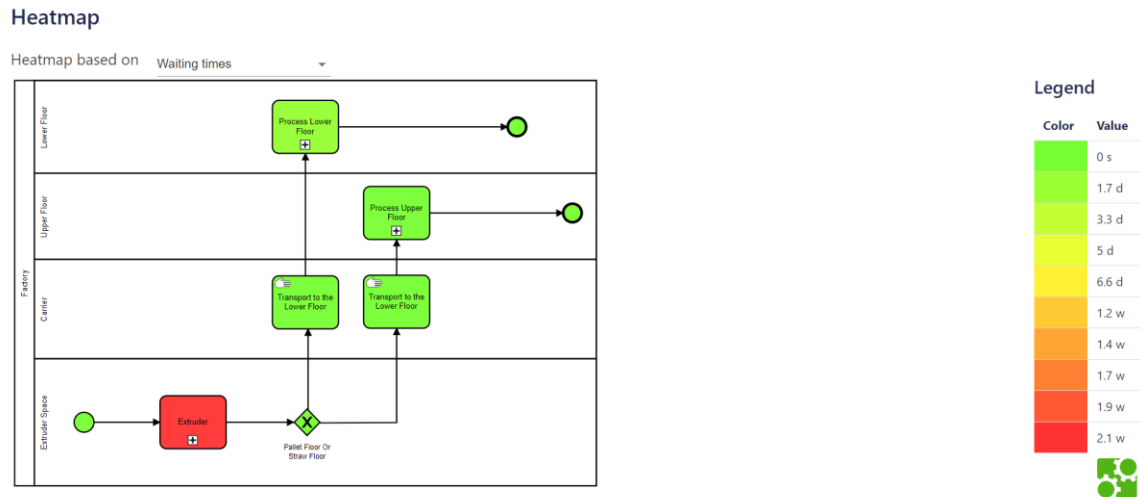 Heatmap
Heatmap based on
Waiting times
Factory
Lower Floor
Process Lower
Floor
Upper Floor
Process Upper
Floor
Carrier
Transport to the
Lower Floor
Transport to the
Lower Floor
Extruder Space
Extruder
X
Pallet Floor Or
Straw Floor
Legend
Color Value
0 s
1.7 d
3.3 d
5 d
6.6 d
1.2 w
1.4 w
1.7 w
1.9 w
2.1 w